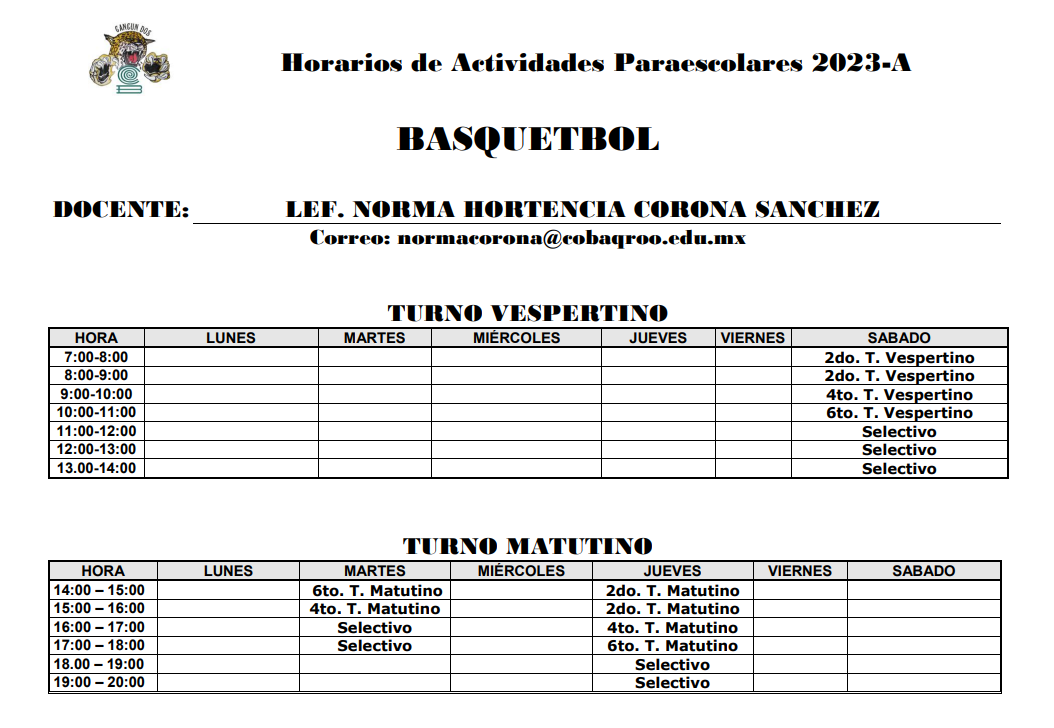 CANCUN DOS
Horarios de Actividades Paraescolares 2023-A
BASQUETBOL
DOCENTE: LEF. NORMA HORTENCIA CORONA SANCHEZ
Correo: normacorona@cobaqroo.edu.mx
TURNO VESPERTINO
HORA LUNES MARTES MIÉRCOLES JUEVES VIERNES SABADO
7:00-8:00 2do. T. Vespertino
8:00-9:00 2do. T. Vespertino
9:00-10:00 4to. T. Vespertino
10:00-11:00 6to. T. Vespertino
11:00-12:00 Selectivo
12:00-13:00 Selectivo
13.00-14:00 Selectivo
TURNO MATUTINO
HORA LUNES MARTES MIÉRCOLES JUEVES VIERNES SABADO
14:00 – 15:00 6to. T. Matutino 2do. T. Matutino
15:00 – 16:00 4to. T. Matutino 2do. T. Matutino
16:00 – 17:00 Selectivo 4to. T. Matutino
17:00 – 18:00 Selectivo 6to. T. Matutino
18.00 – 19:00 Selectivo
19:00 – 20:00 Selectivo